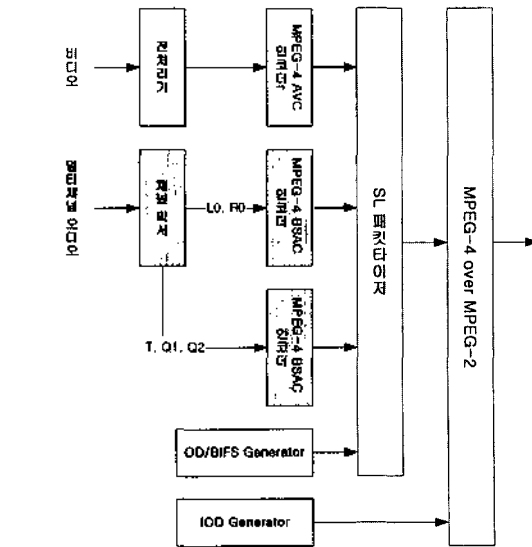 비디오
전처리기
MPEG-4 AVC
인코더
멀티채널 오디오
채널 믹서
L0, R0
MPEG-4 BSAC
인코더
T, Q1, Q2
MPEG-4 BSAC
인코더
OD/BIFS Generator
IOD Generator
SL 패킷타이저
MPEG-4 over MPEG-2